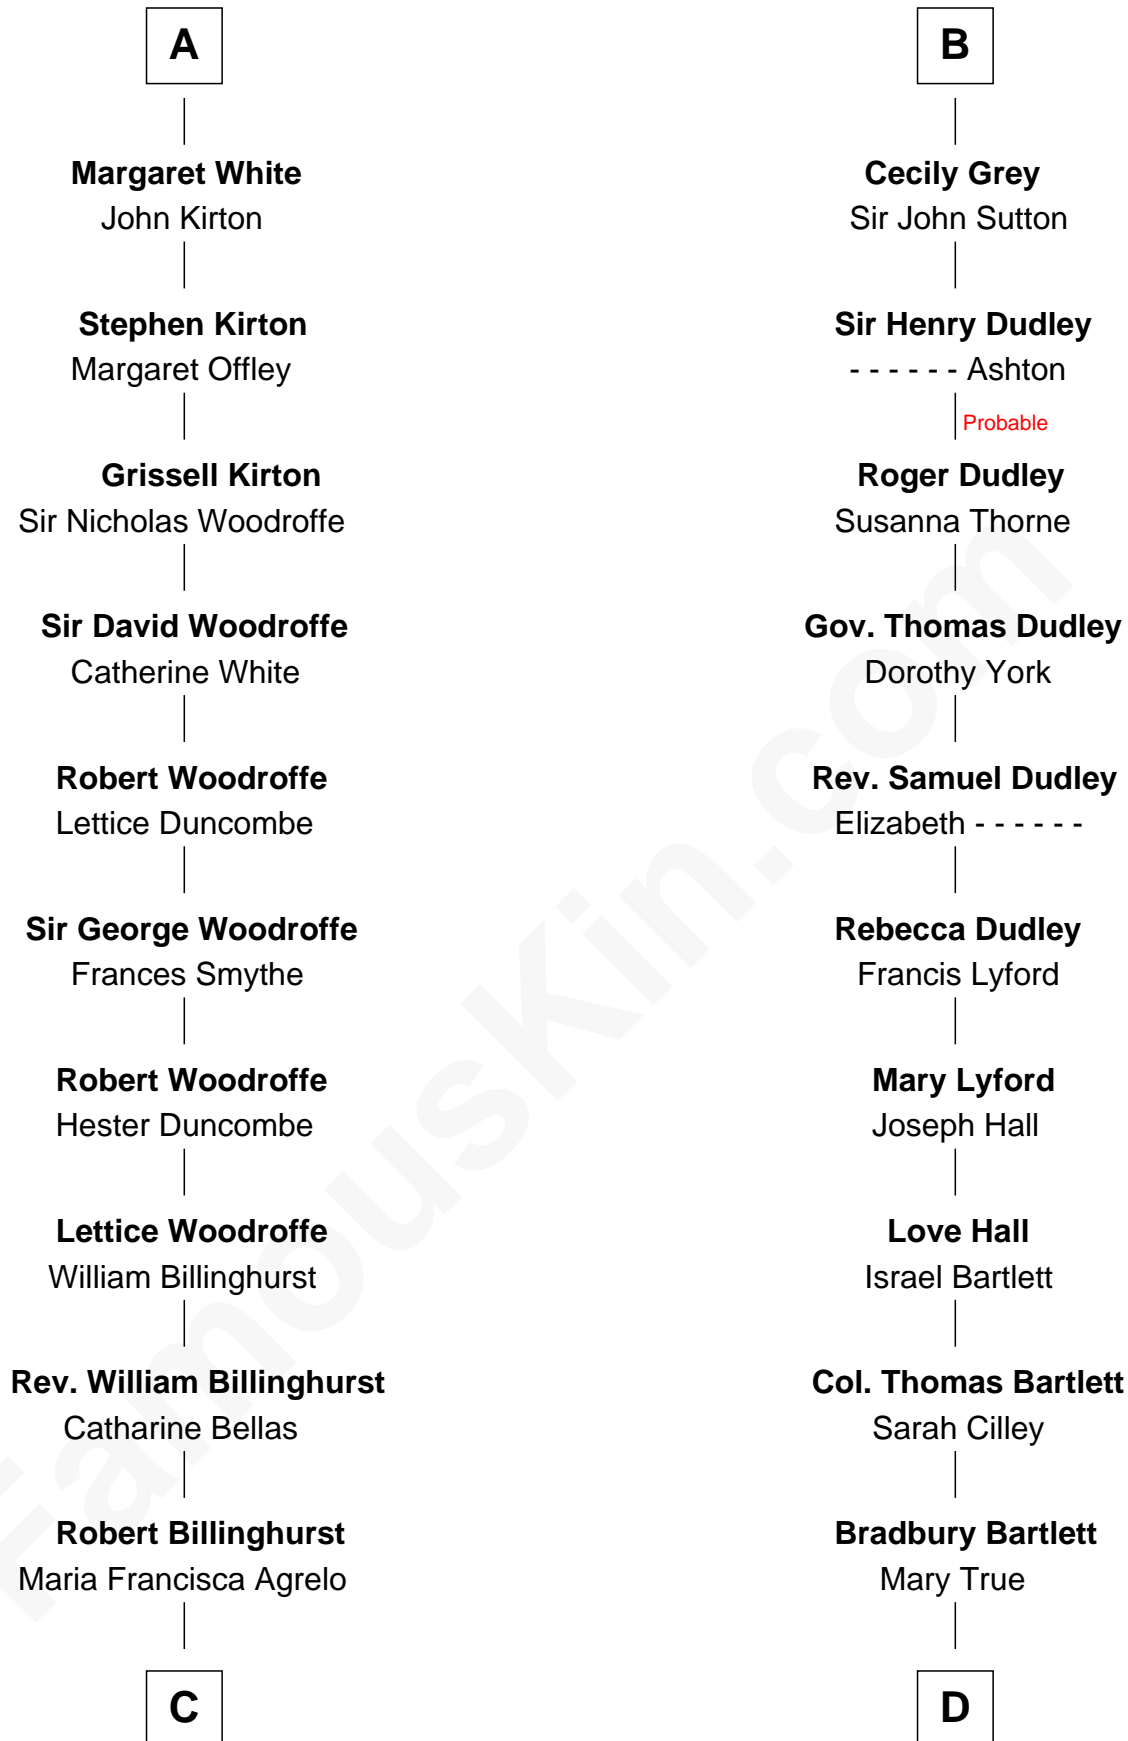 A
Margaret White
John Kirton
Stephen Kirton
Margaret Offley
Grissell Kirton
Sir Nicholas Woodroffe
Sir David Woodroffe
Catherine White
Robert Woodroffe
Lettice Duncombe
Sir George Woodroffe
Frances Smythe
Robert Woodroffe
Hester Duncombe
Lettice Woodroffe
William Billinghurst
Rev. William Billinghurst
Catharine Bellas
Robert Billinghurst
Maria Francisca Agrelo
C
B
Cecily Grey
Sir John Sutton
Sir Henry Dudley
- - - - - - Ashton
Probable
Roger Dudley
Susanna Thorne
Gov. Thomas Dudley
Dorothy York
Rev. Samuel Dudley
Elizabeth - - - - - -
Rebecca Dudley
Francis Lyford
Mary Lyford
Joseph Hall
Love Hall
Israel Bartlett
Col. Thomas Bartlett
Sarah Cilley
Bradbury Bartlett
Mary True
D
FamousKin.com